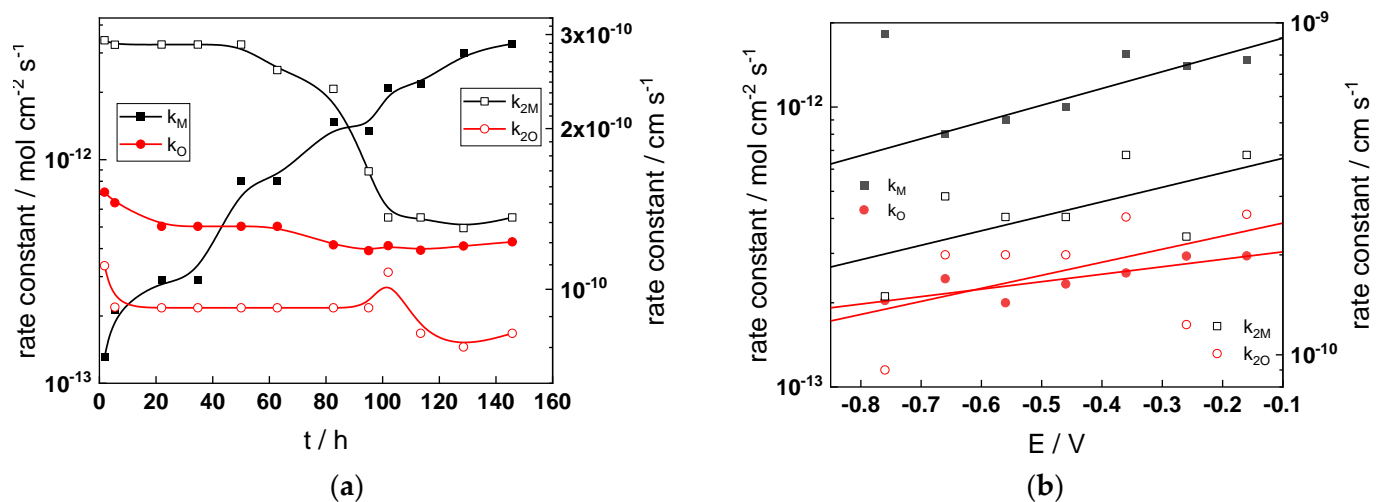 rate constant / mol cm-2 s-1
10-12
10-13
k_M
k_O
k_2M
k_2O
3x10-10
2x10-10
10-10
rate constant / cm s-1
0 20 40 60 80 100 120 140 160
t / h
(a)
rate constant / mol cm-2 s-1
10-12
10-13
k_M
k_O
k_2M
k_2O
10-9
10-10
rate constant / cm s-1
-0.8 -0.7 -0.6 -0.5 -0.4 -0.3 -0.2 -0.1
E / V
(b)